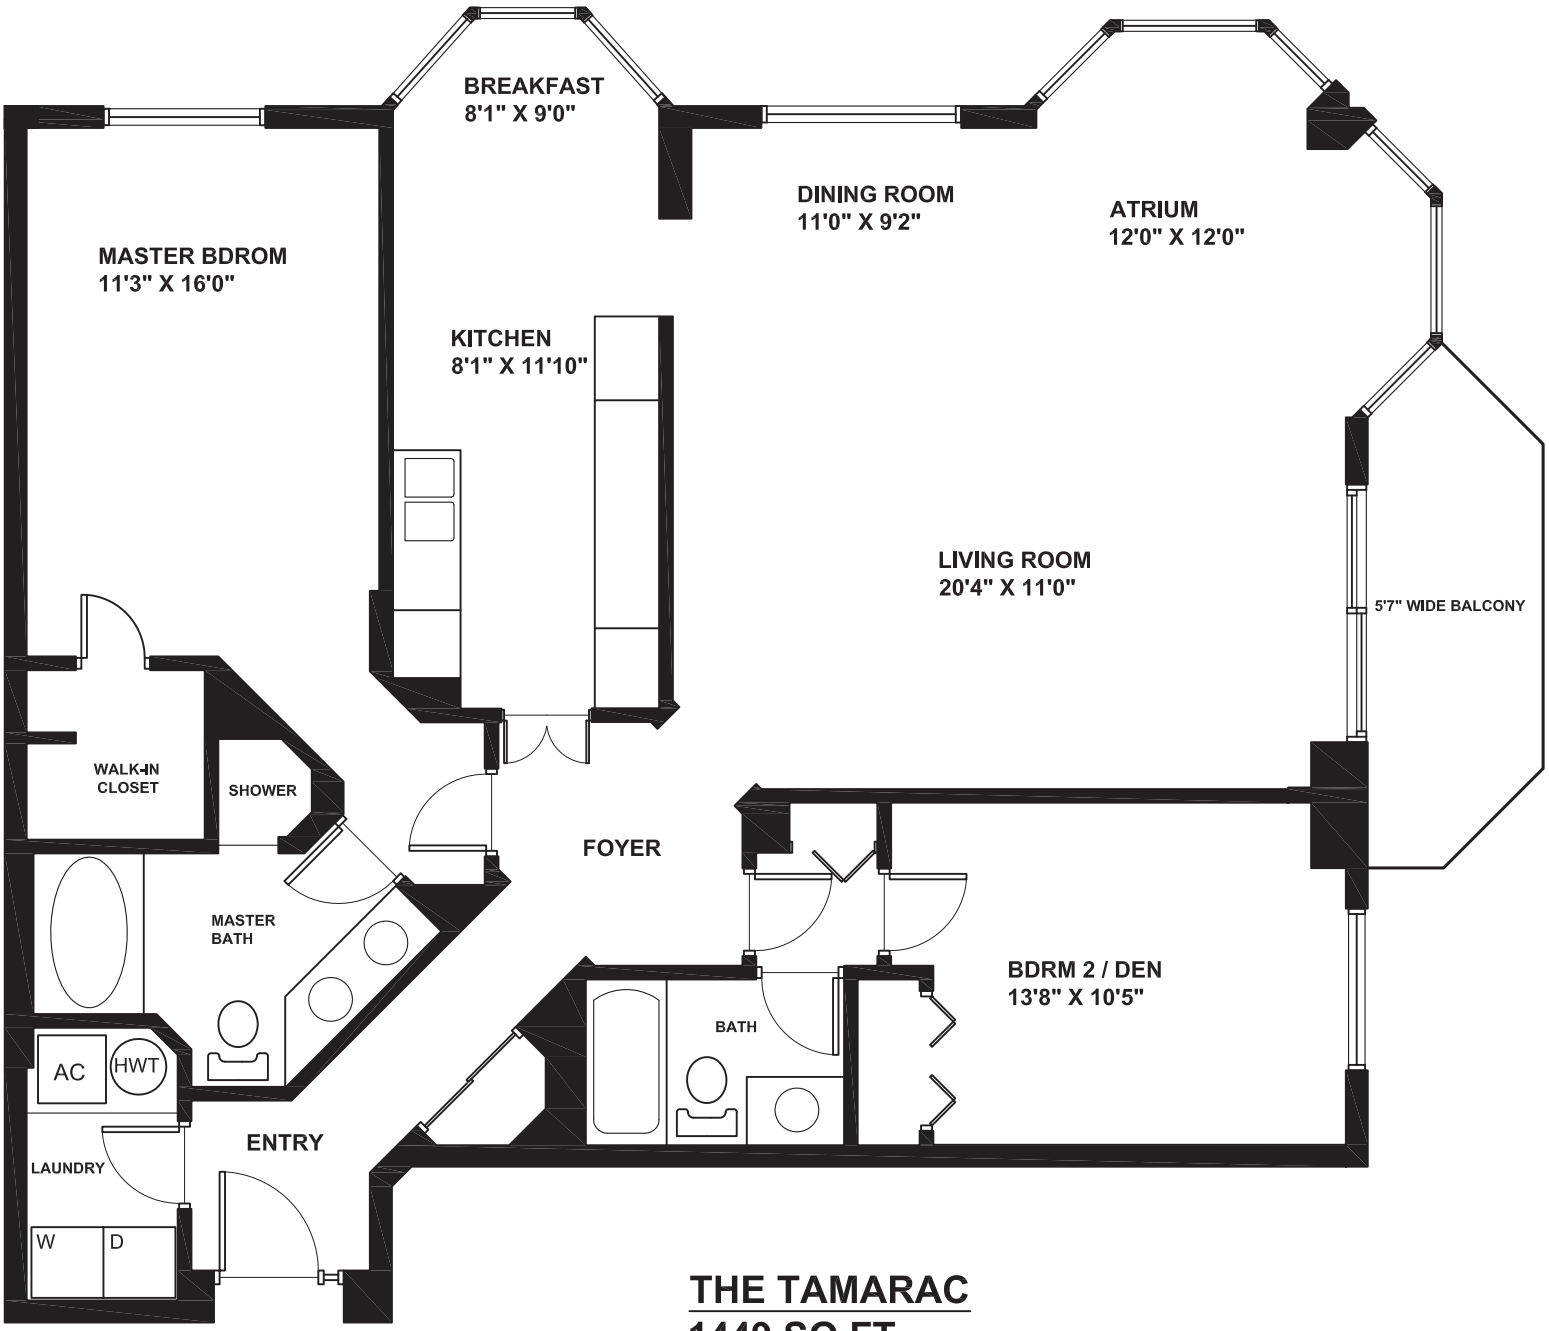 BREAKFAST
8'1" X 9'0"
DINING ROOM
11'0" X 9'2"
ATRIUM
12'0" X 12'0"
MASTER BDROM
11'3" X 16'0"
KITCHEN
8'1" X 11'10"
LIVING ROOM
20'4" X 11'0"
5'7" WIDE BALCONY
WALK-IN
CLOSET
SHOWER
FOYER
MASTER
BATH
BDRM 2 / DEN
13'8" X 10'5"
BATH
AC
HWT
ENTRY
LAUNDRY
W
D
THE TAMARAC
1449 SQ FT